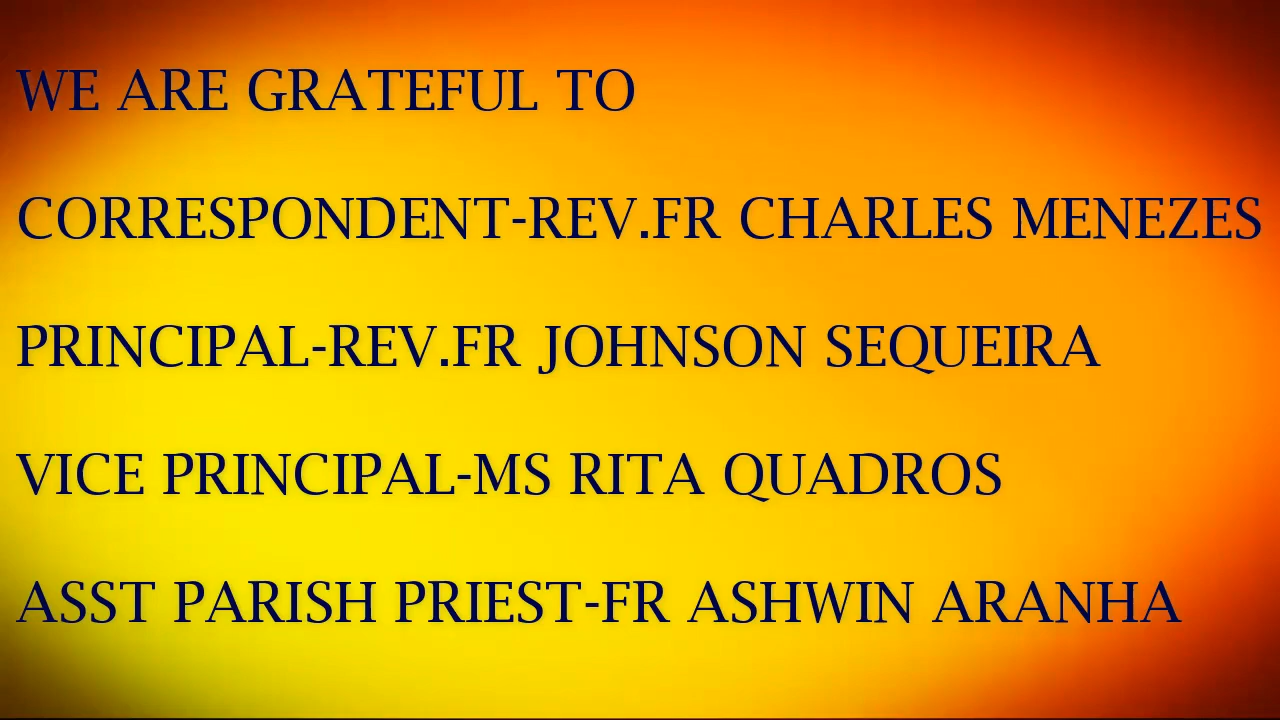 WE ARE GRATEFUL TO
CORRESPONDENT-REV.FR CHARLES MENEZES
PRINCIPAL-REV.FR JOHNSON SEQUEIRA
VICE PRINCIPAL-MS RITA QUADROS
ASST PARISH PRIEST-FR ASHWIN ARANHA